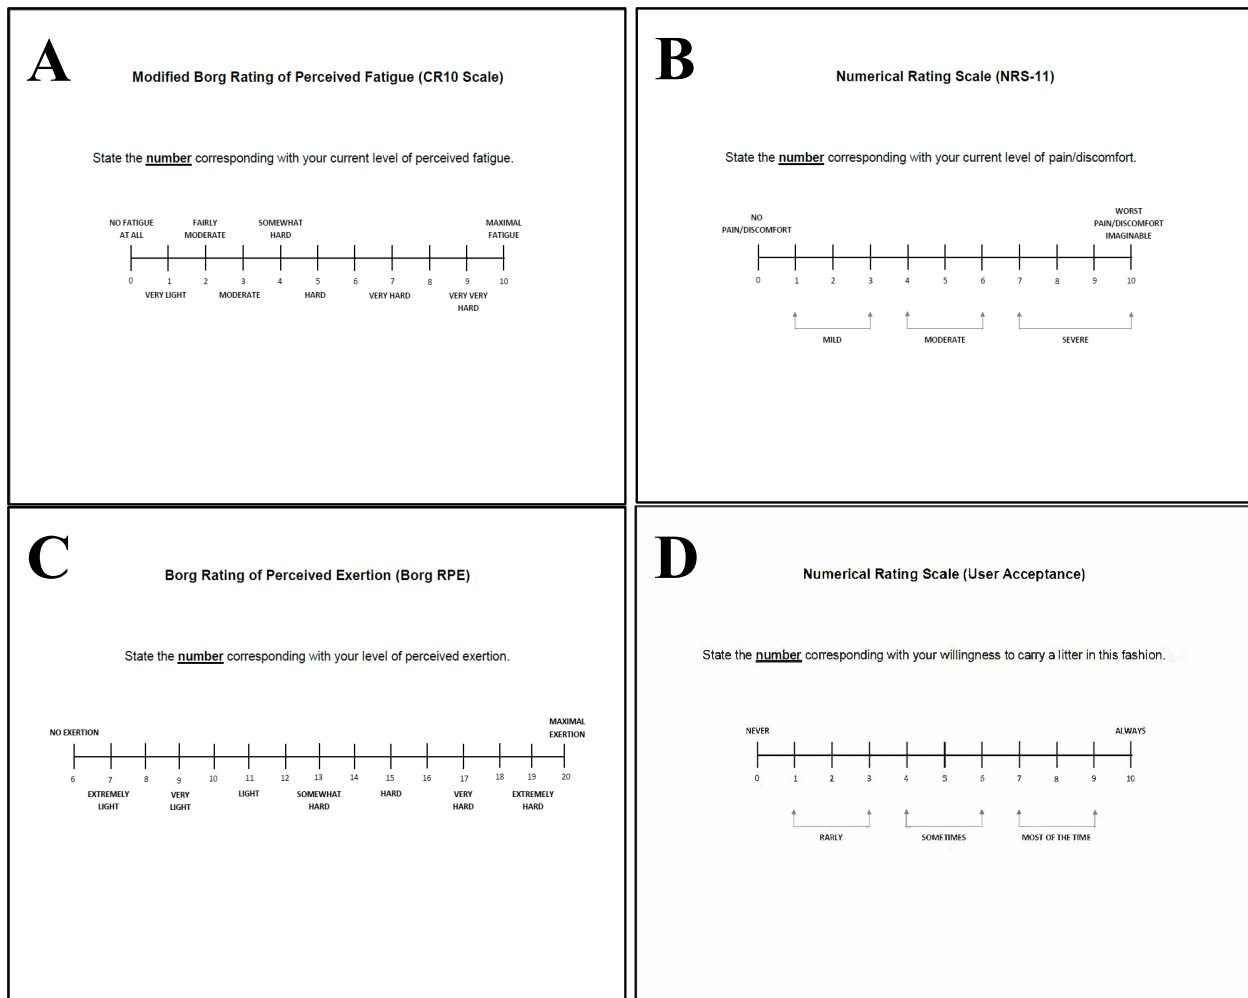 A
Modified Borg Rating of Perceived Fatigue (CR10 Scale)
State the number corresponding with your current level of perceived fatigue.
NO FATIGUE AT ALL
FAIRLY MODERATE
SOMEWHAT HARD
MAXIMAL FATIGUE
0 1 2 3 4 5 6 7 8 9 10
VERY LIGHT
MODERATE
HARD
VERY HARD
VERY VERY HARD
B
Numerical Rating Scale (NRS-11)
State the number corresponding with your current level of pain/discomfort.
NO PAIN/DISCOMFORT
WORST PAIN/DISCOMFORT IMAGINABLE
0 1 2 3 4 5 6 7 8 9 10
MILD
MODERATE
SEVERE
C
Borg Rating of Perceived Exertion (Borg RPE)
State the number corresponding with your level of perceived exertion.
NO EXERTION
MAXIMAL EXERTION
6 7 8 9 10 11 12 13 14 15 16 17 18 19 20
EXTREMELY LIGHT
VERY LIGHT
LIGHT
SOMEWHAT HARD
HARD
VERY HARD
EXTREMELY HARD
D
Numerical Rating Scale (User Acceptance)
State the number corresponding with your willingness to carry a litter in this fashion.
NEVER
ALWAYS
0 1 2 3 4 5 6 7 8 9 10
RARLY
SOMETIMES
MOST OF THE TIME